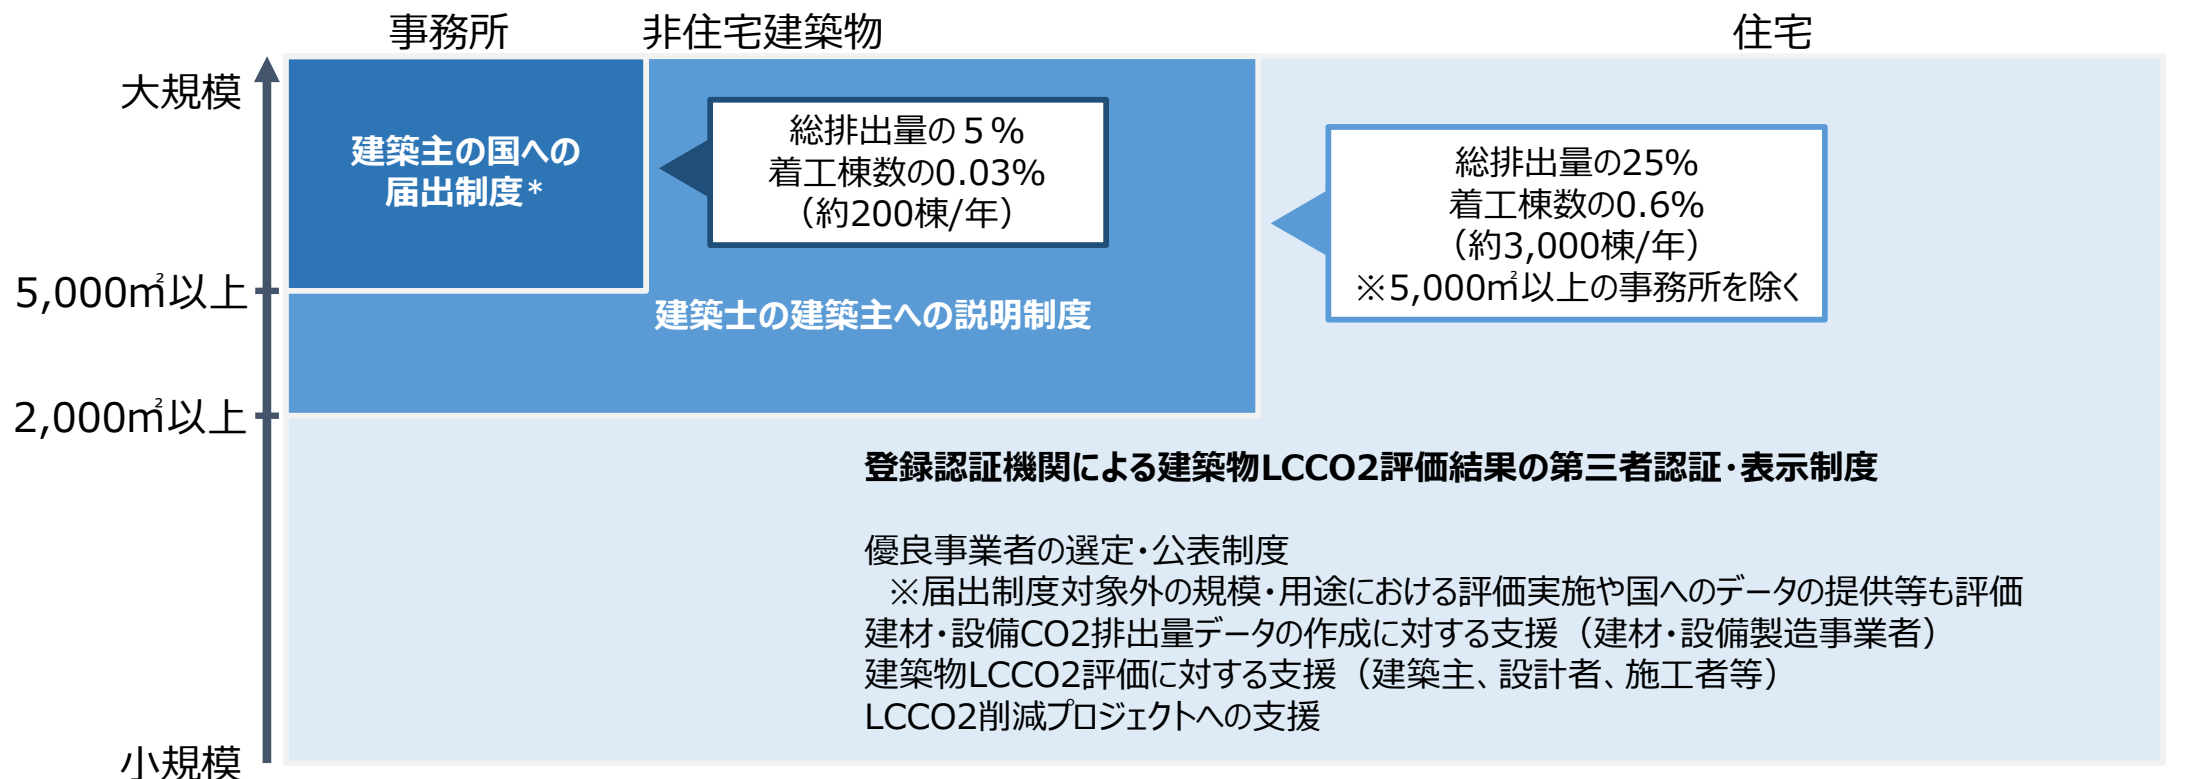 事務所
非住宅建築物
住宅
大規模
建築主の国への
届出制度*
総排出量の５%
着工棟数の0.03%
（約200棟/年）
総排出量の25%
着工棟数の0.6%
（約3,000棟/年）
※5,000㎡以上の事務所を除く
5,000㎡以上
建築士の建築主への説明制度
2,000㎡以上
登録認証機関による建築物LCCO2評価結果の第三者認証・表示制度
優良事業者の選定・公表制度
※届出制度対象外の規模・用途における評価実施や国へのデータの提供等も評価
建材・設備CO2排出量データの作成に対する支援（建材・設備製造事業者）
建築物LCCO2評価に対する支援（建築主、設計者、施工者等）
LCCO2削減プロジェクトへの支援
小規模